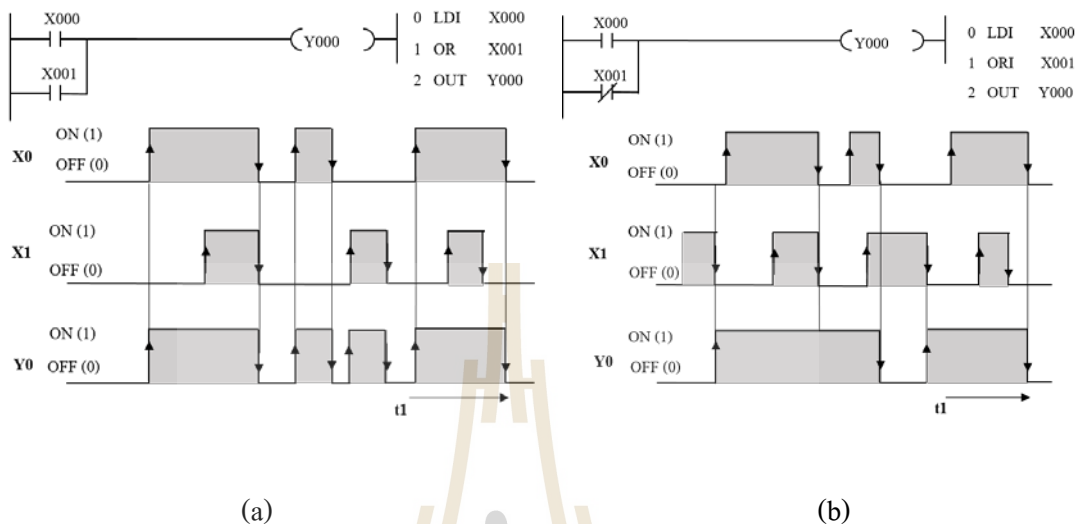 X000
Y000
X001
0 LDI X000
1 OR X001
2 OUT Y000
X0
ON (1)
OFF (0)
X1
ON (1)
OFF (0)
Y0
ON (1)
OFF (0)
t1
(a)
X000
Y000
X001
0 LDI X000
1 ORI X001
2 OUT Y000
X0
ON (1)
OFF (0)
X1
ON (1)
OFF (0)
Y0
ON (1)
OFF (0)
t1
(b)